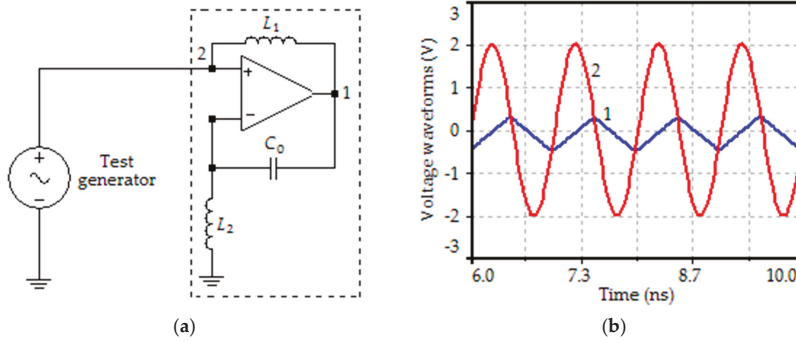 L1
2
+
1
−
C0
+
−
Test
generator
L2
(a)
Voltage waveforms (V)
3
2
1
0
-1
-2
-3
2
1
6.0 7.3 8.7 10.0
Time (ns)
(b)